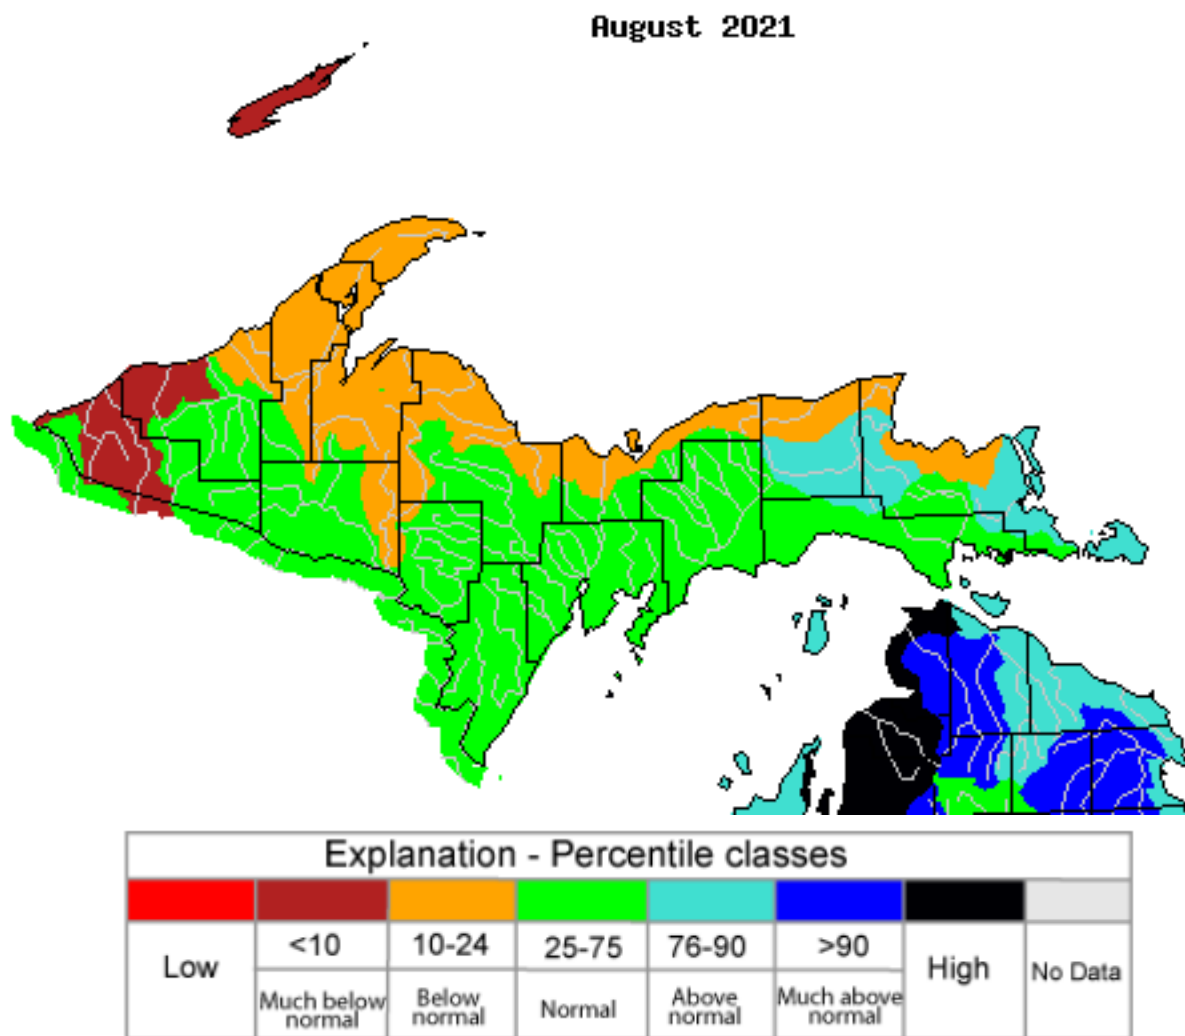 August 2021
Explanation - Percentile classes
Low
<10
10-24
25-75
76-90
>90
High
No Data
Much below
normal
Below
normal
Normal
Above
normal
Much above
normal